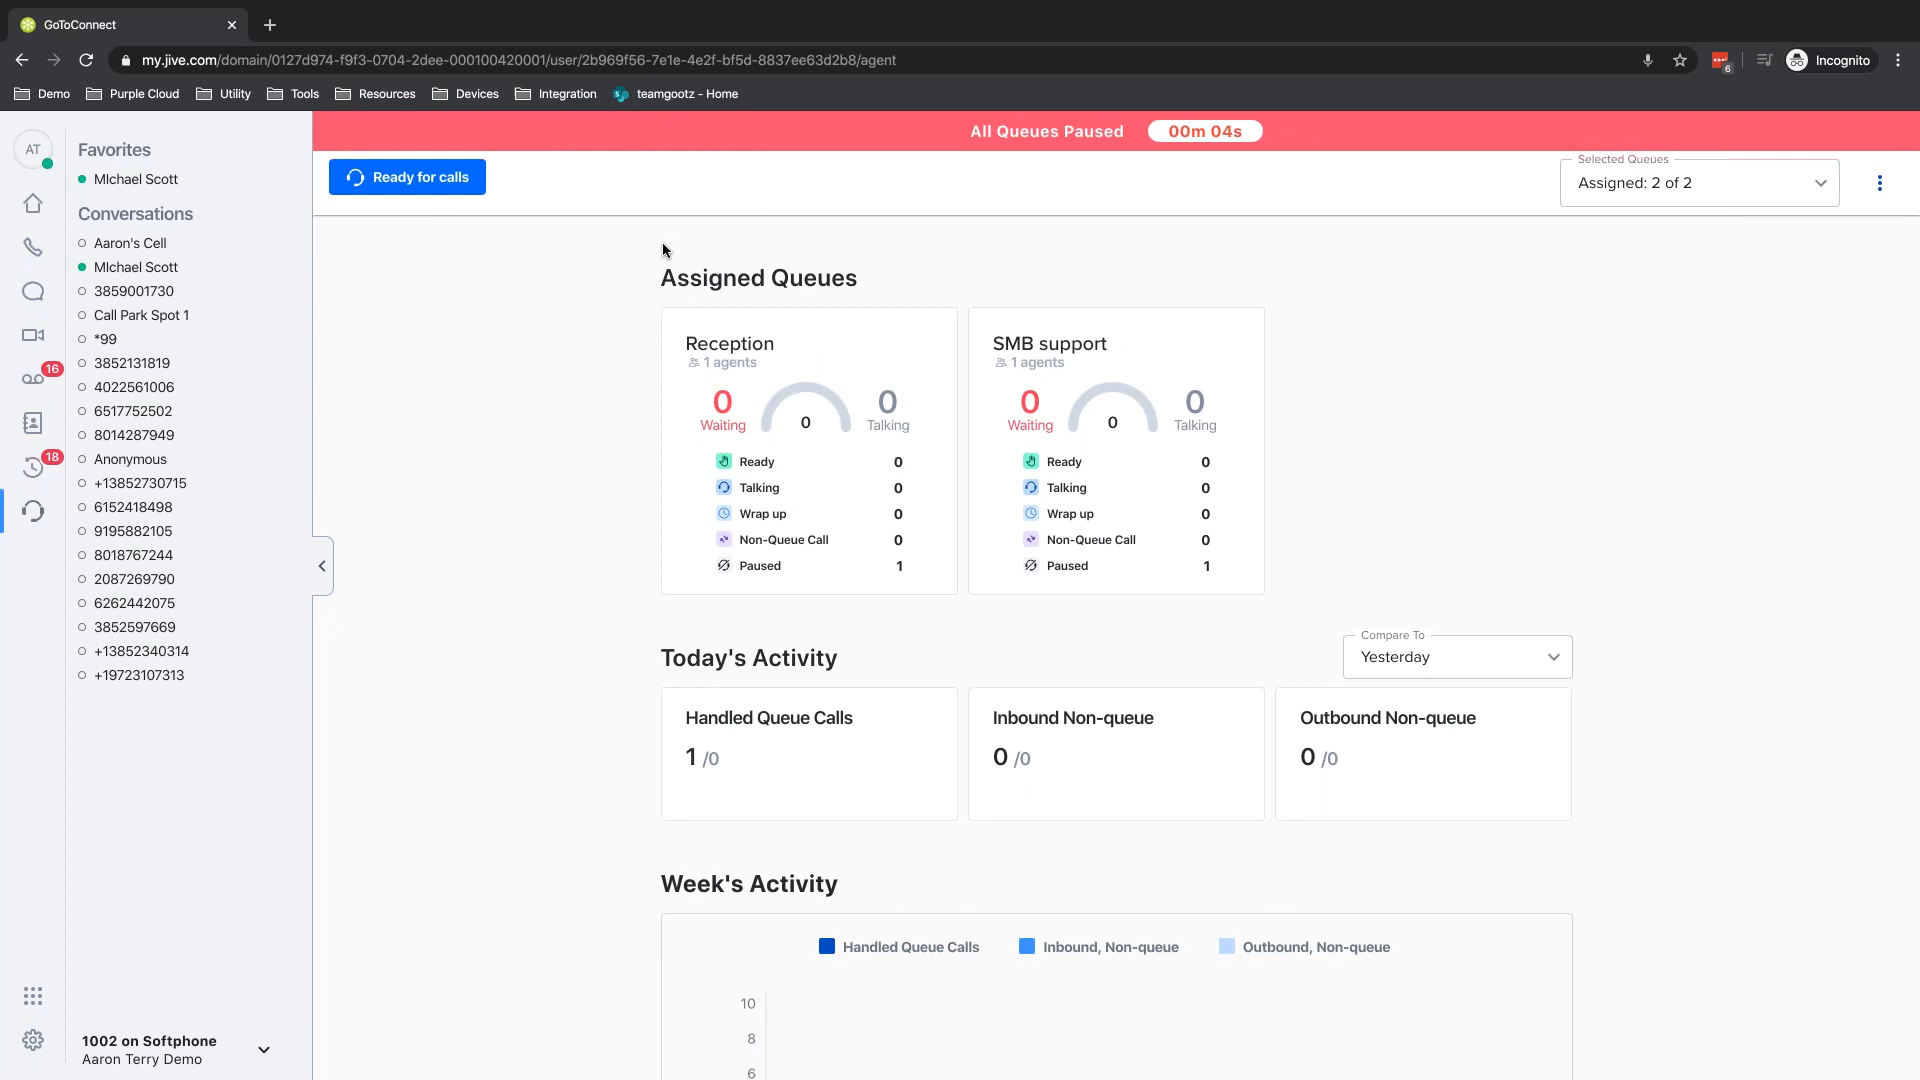 GoToConnect
my.jive.com/domain/0127d974-f9f3-0704-2dee-000100420001/user/2b969f56-7e1e-4e2f-bf5d-8837ee63d2b8/agent
6
Incognito
Demo
Purple Cloud
Utility
Tools
Resources
Devices
Integration
teamgootz - Home
All Queues Paused
00m 04s
AT
16
18
Favorites
MIchael Scott
Conversations
Aaron's Cell
MIchael Scott
3859001730
Call Park Spot 1
*99
3852131819
4022561006
6517752502
8014287949
Anonymous
+13852730715
6152418498
9195882105
8018767244
2087269790
6262442075
3852597669
+13852340314
+19723107313
1002 on Softphone
Aaron Terry Demo
Ready for calls
Selected Queues
Assigned: 2 of 2
Assigned Queues
Reception
1 agents
0
Waiting
0
0
Talking
Ready 0
Talking 0
Wrap up 0
Non-Queue Call 0
Paused 1
SMB support
1 agents
0
Waiting
0
0
Talking
Ready 0
Talking 0
Wrap up 0
Non-Queue Call 0
Paused 1
Today's Activity
Compare To
Yesterday
Handled Queue Calls
1 /0
Inbound Non-queue
0 /0
Outbound Non-queue
0 /0
Week's Activity
Handled Queue Calls
Inbound, Non-queue
Outbound, Non-queue
10
8
6